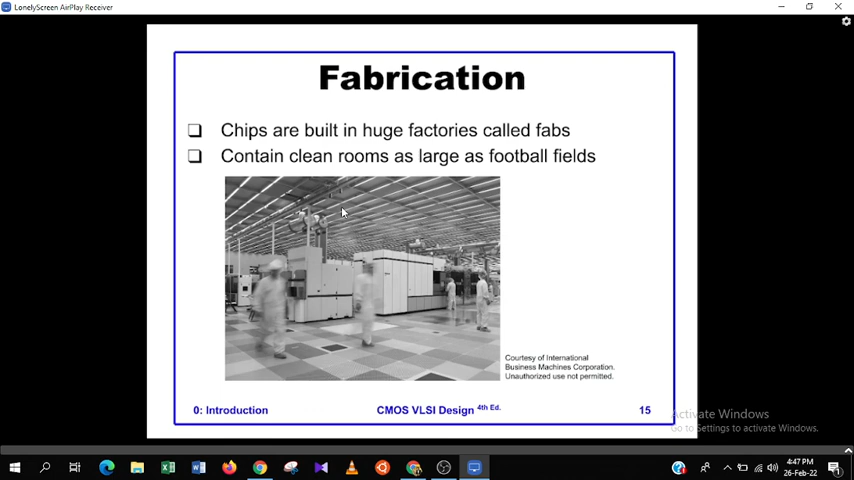 LonelyScreen AirPlay Receiver
Fabrication
Chips are built in huge factories called fabs
Contain clean rooms as large as football fields
Courtesy of International
Business Machines Corporation.
Unauthorized use not permitted.
0: Introduction
CMOS VLSI Design 4th Ed.
15
Activate Windows
Go to Settings to activate Windows.
4:47 PM
26-Feb-22